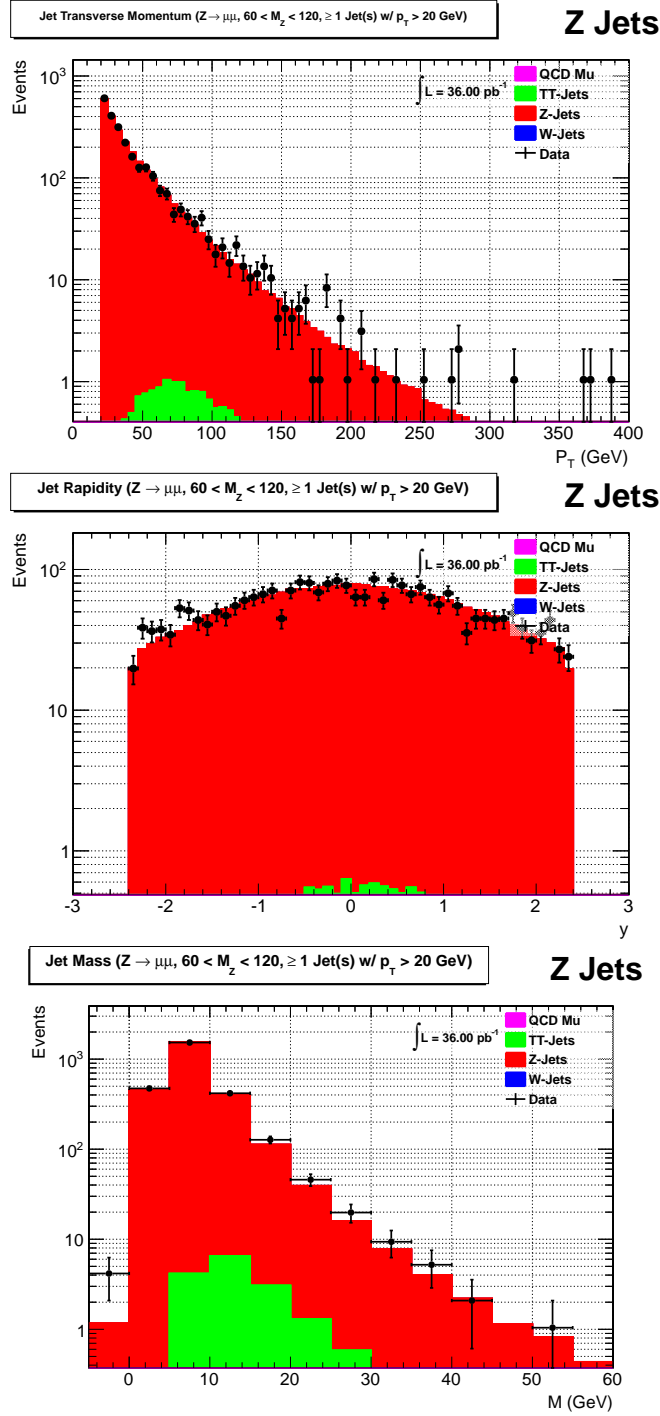 Jet Transverse Momentum (Z→ μμ, 60 < M_Z < 120, ≥ 1 Jet(s) w/ p_T > 20 GeV)
Z Jets
Events
10³
10²
10
1
∫ L = 36.00 pb⁻¹
QCD Mu
TT-Jets
Z-Jets
W-Jets
Data
0 50 100 150 200 250 300 350 400
P_T (GeV)
Jet Rapidity (Z → μμ, 60 < M_Z < 120, ≥ 1 Jet(s) w/ p_T > 20 GeV)
Z Jets
Events
10²
10
1
∫ L = 36.00 pb⁻¹
QCD Mu
TT-Jets
Z-Jets
W-Jets
Data
-3 -2 -1 0 1 2 3
y
Jet Mass (Z → μμ, 60 < M_Z < 120, ≥ 1 Jet(s) w/ p_T > 20 GeV)
Z Jets
Events
10³
10²
10
1
∫ L = 36.00 pb⁻¹
QCD Mu
TT-Jets
Z-Jets
W-Jets
Data
0 10 20 30 40 50 60
M (GeV)